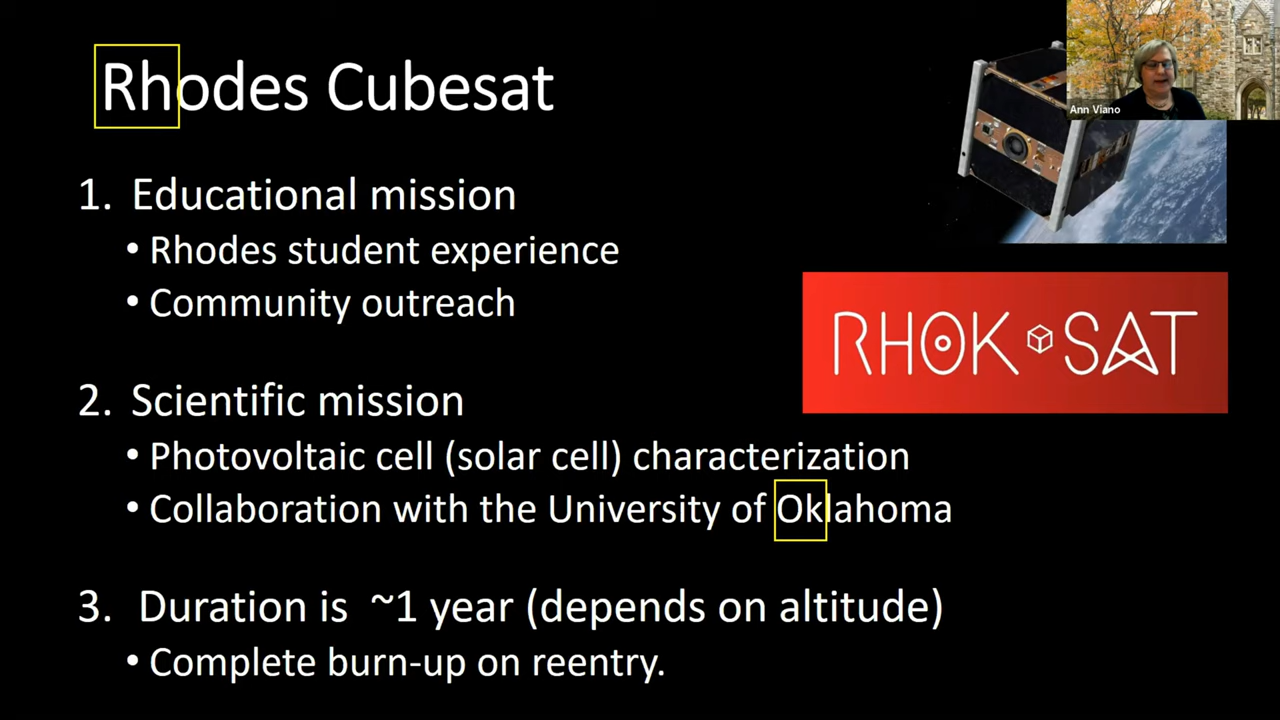 Rhodes Cubesat
Ann Viano
1. Educational mission
• Rhodes student experience
• Community outreach
RHOK SAT
2. Scientific mission
• Photovoltaic cell (solar cell) characterization
• Collaboration with the University of Oklahoma
3. Duration is ~1 year (depends on altitude)
• Complete burn-up on reentry.